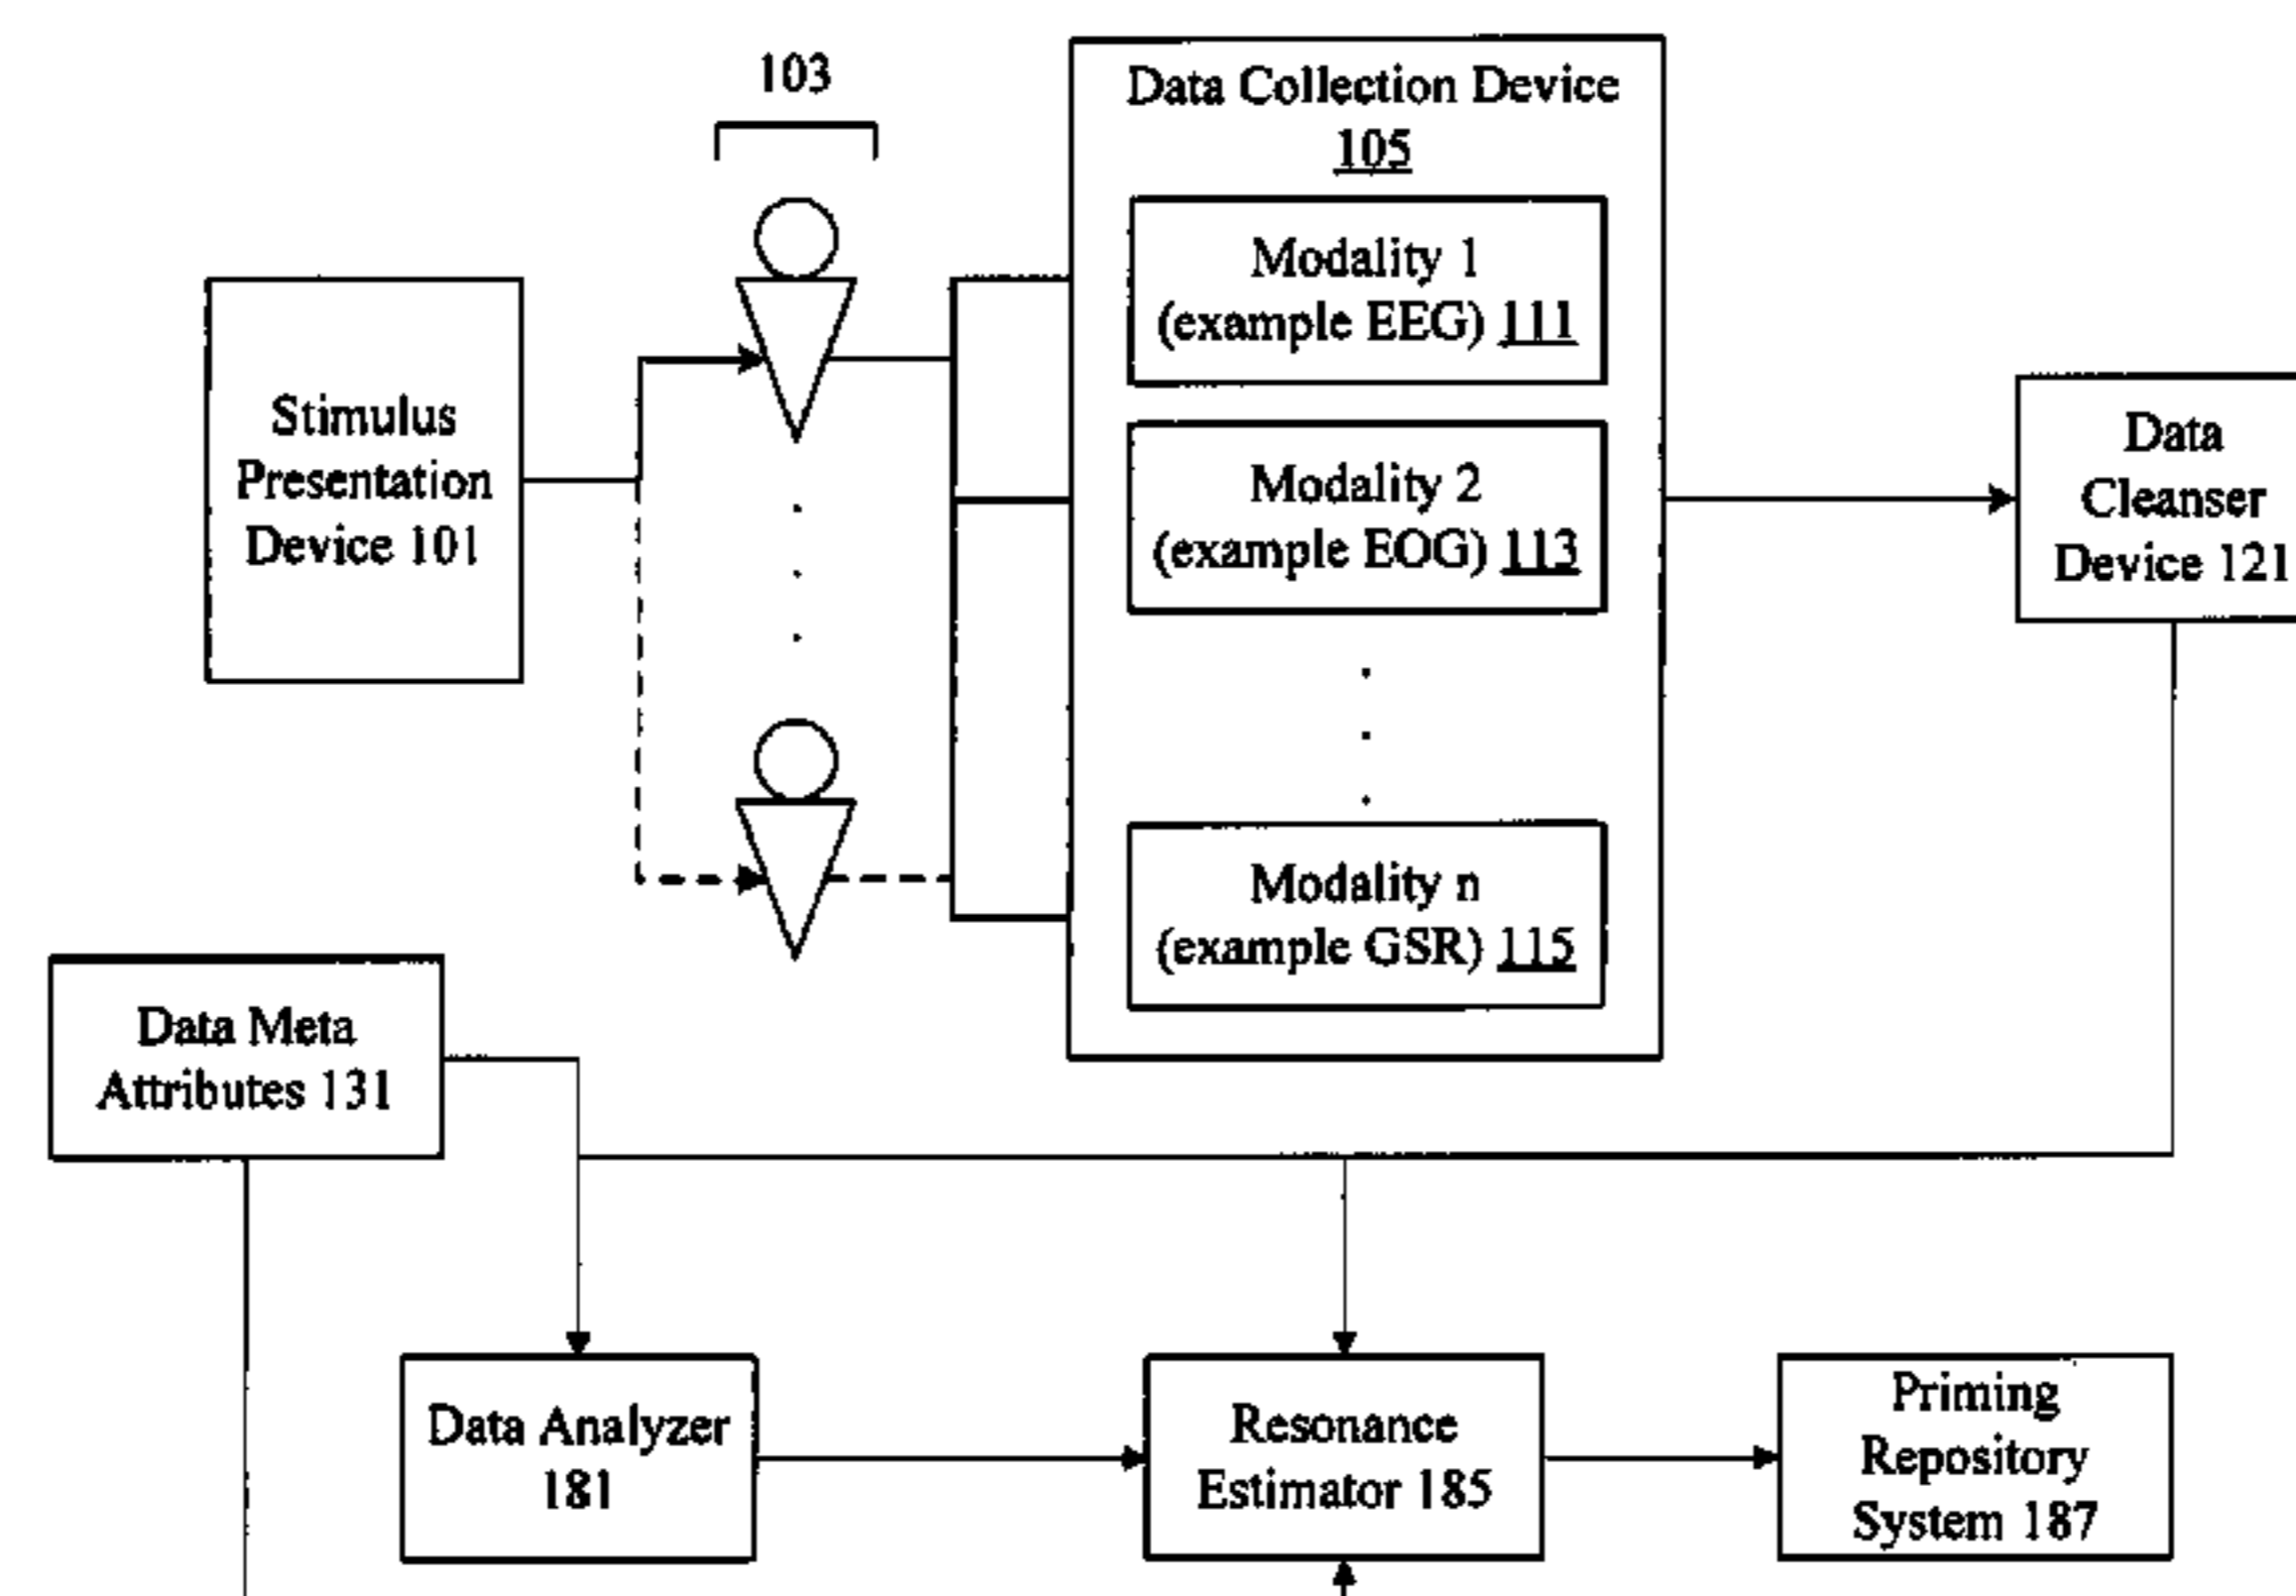 103
Data Collection Device
105
Modality 1
(example EEG) 111
Stimulus
Presentation
Device 101
Modality 2
(example EOG) 113
Data
Cleanser
Device 121
Modality n
(example GSR) 115
Data Meta
Attributes 131
Data Analyzer
181
Resonance
Estimator 185
Priming
Repository
System 187